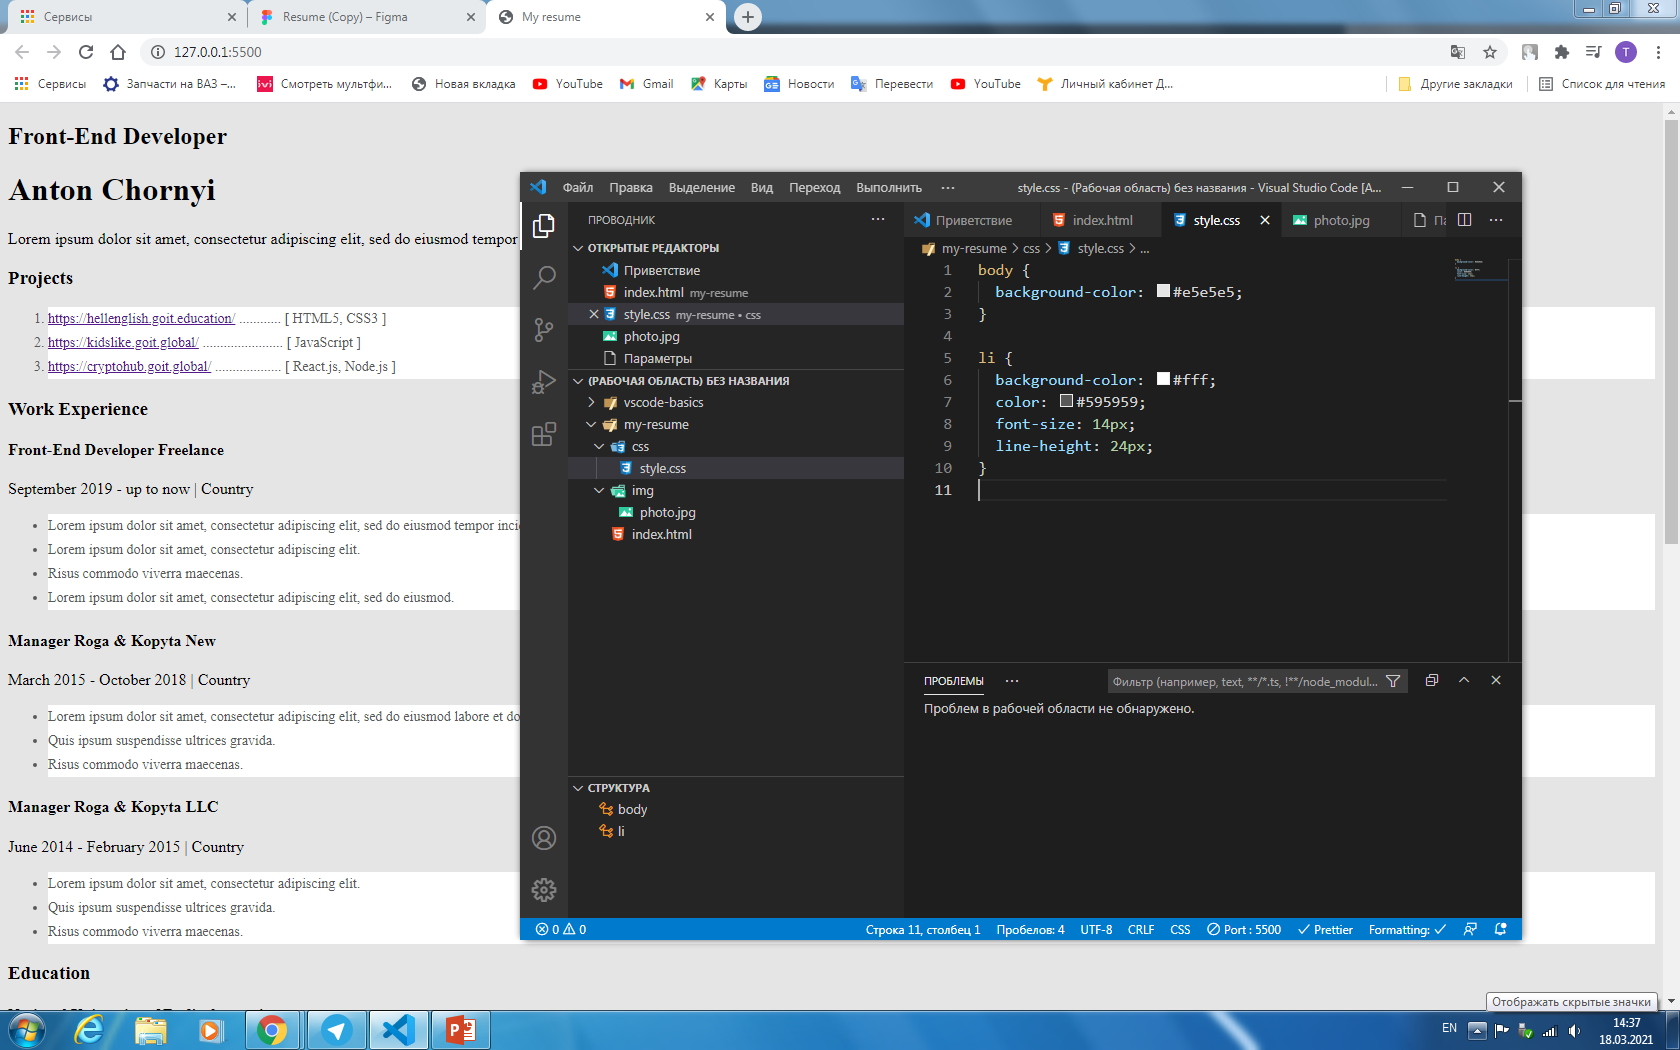 Сервисы
Resume (Copy) – Figma
My resume
127.0.0.1:5500
T
Сервисы
Запчасти на ВАЗ –...
ivi
Смотреть мультфи...
Новая вкладка
YouTube
Gmail
Карты
Новости
Перевести
YouTube
Личный кабинет Д...
Другие закладки
Список для чтения
Front-End Developer
Anton Chornyi
Lorem ipsum dolor sit amet, consectetur adipiscing elit, sed do eiusmod tempor
Projects
1. https://hellenglish.goit.education/ ........... [ HTML5, CSS3 ]
2. https://kidslike.goit.global/ ....................... [ JavaScript ]
3. https://cryptohub.goit.global/ ................... [ React.js, Node.js ]
Work Experience
Front-End Developer Freelance
September 2019 - up to now | Country
• Lorem ipsum dolor sit amet, consectetur adipiscing elit, sed do eiusmod tempor inci
• Lorem ipsum dolor sit amet, consectetur adipiscing elit.
• Risus commodo viverra maecenas.
• Lorem ipsum dolor sit amet, consectetur adipiscing elit, sed do eiusmod.
Manager Roga & Kopyta New
March 2015 - October 2018 | Country
• Lorem ipsum dolor sit amet, consectetur adipiscing elit, sed do eiusmod labore et do
• Quis ipsum suspendisse ultrices gravida.
• Risus commodo viverra maecenas.
Manager Roga & Kopyta LLC
June 2014 - February 2015 | Country
• Lorem ipsum dolor sit amet, consectetur adipiscing elit.
• Quis ipsum suspendisse ultrices gravida.
• Risus commodo viverra maecenas.
Education
Файл Правка Выделение Вид Переход Выполнить ...
style.css - (Рабочая область) без названия - Visual Studio Code [А...
ПРОВОДНИК
ОТКРЫТЫЕ РЕДАКТОРЫ
Приветствие
index.html my-resume
style.css my-resume • css
photo.jpg
Параметры
(РАБОЧАЯ ОБЛАСТЬ) БЕЗ НАЗВАНИЯ
vscode-basics
my-resume
css
style.css
img
photo.jpg
index.html
СТРУКТУРА
body
li
Приветствие
index.html
style.css
photo.jpg
Па
my-resume > css > style.css > ...
1 body {
2 background-color: #e5e5e5;
3 }
4
5 li {
6 background-color: #fff;
7 color: #595959;
8 font-size: 14px;
9 line-height: 24px;
10 }
11
ПРОБЛЕМЫ ...
Фильтр (например, text, **/*.ts, !**/node_modul...
Проблем в рабочей области не обнаружено.
0 0
Строка 11, столбец 1
Пробелов: 4
UTF-8
CRLF
CSS
Port : 5500
Prettier
Formatting:
Отображать скрытые значки
EN
14:37
18.03.2021